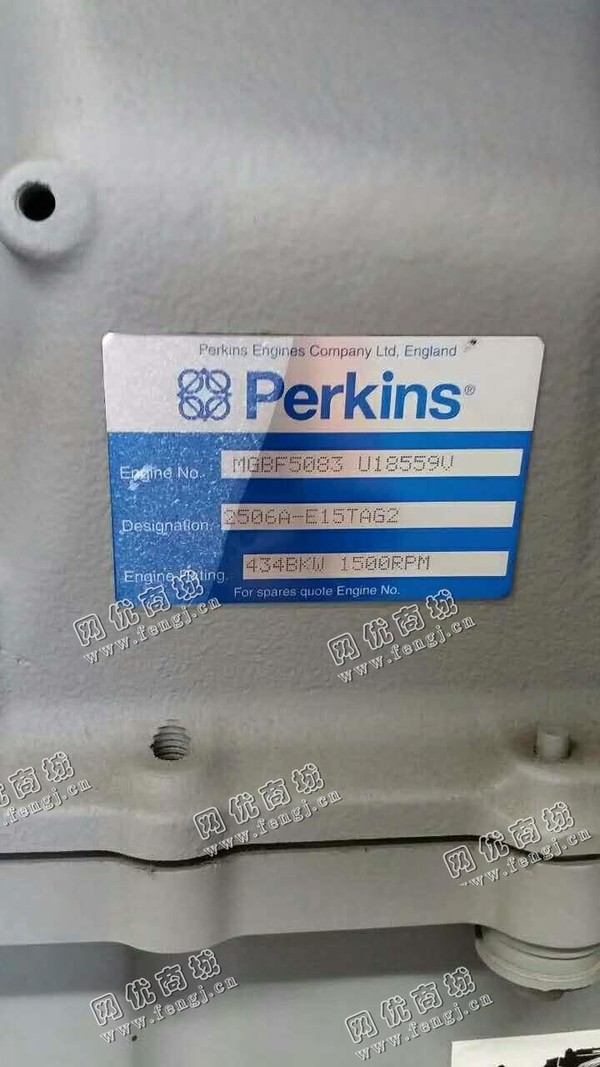 Perkins Engines Company Ltd, England
Perkins®
Engine No. MGBF5083 U18559V
Designation. 2506A-E15TAG2
Engine Rating. 434BKW 1500RPM
For spares quote Engine No.
网优商城
www.fengj.cn
网优商城
www.fengj.cn
网优商城
www.fengj.cn
网优商城
www.fengj.cn
网优商城
www.fengj.cn
网优商城
www.fengj.cn
网优商城
www.fengj.cn